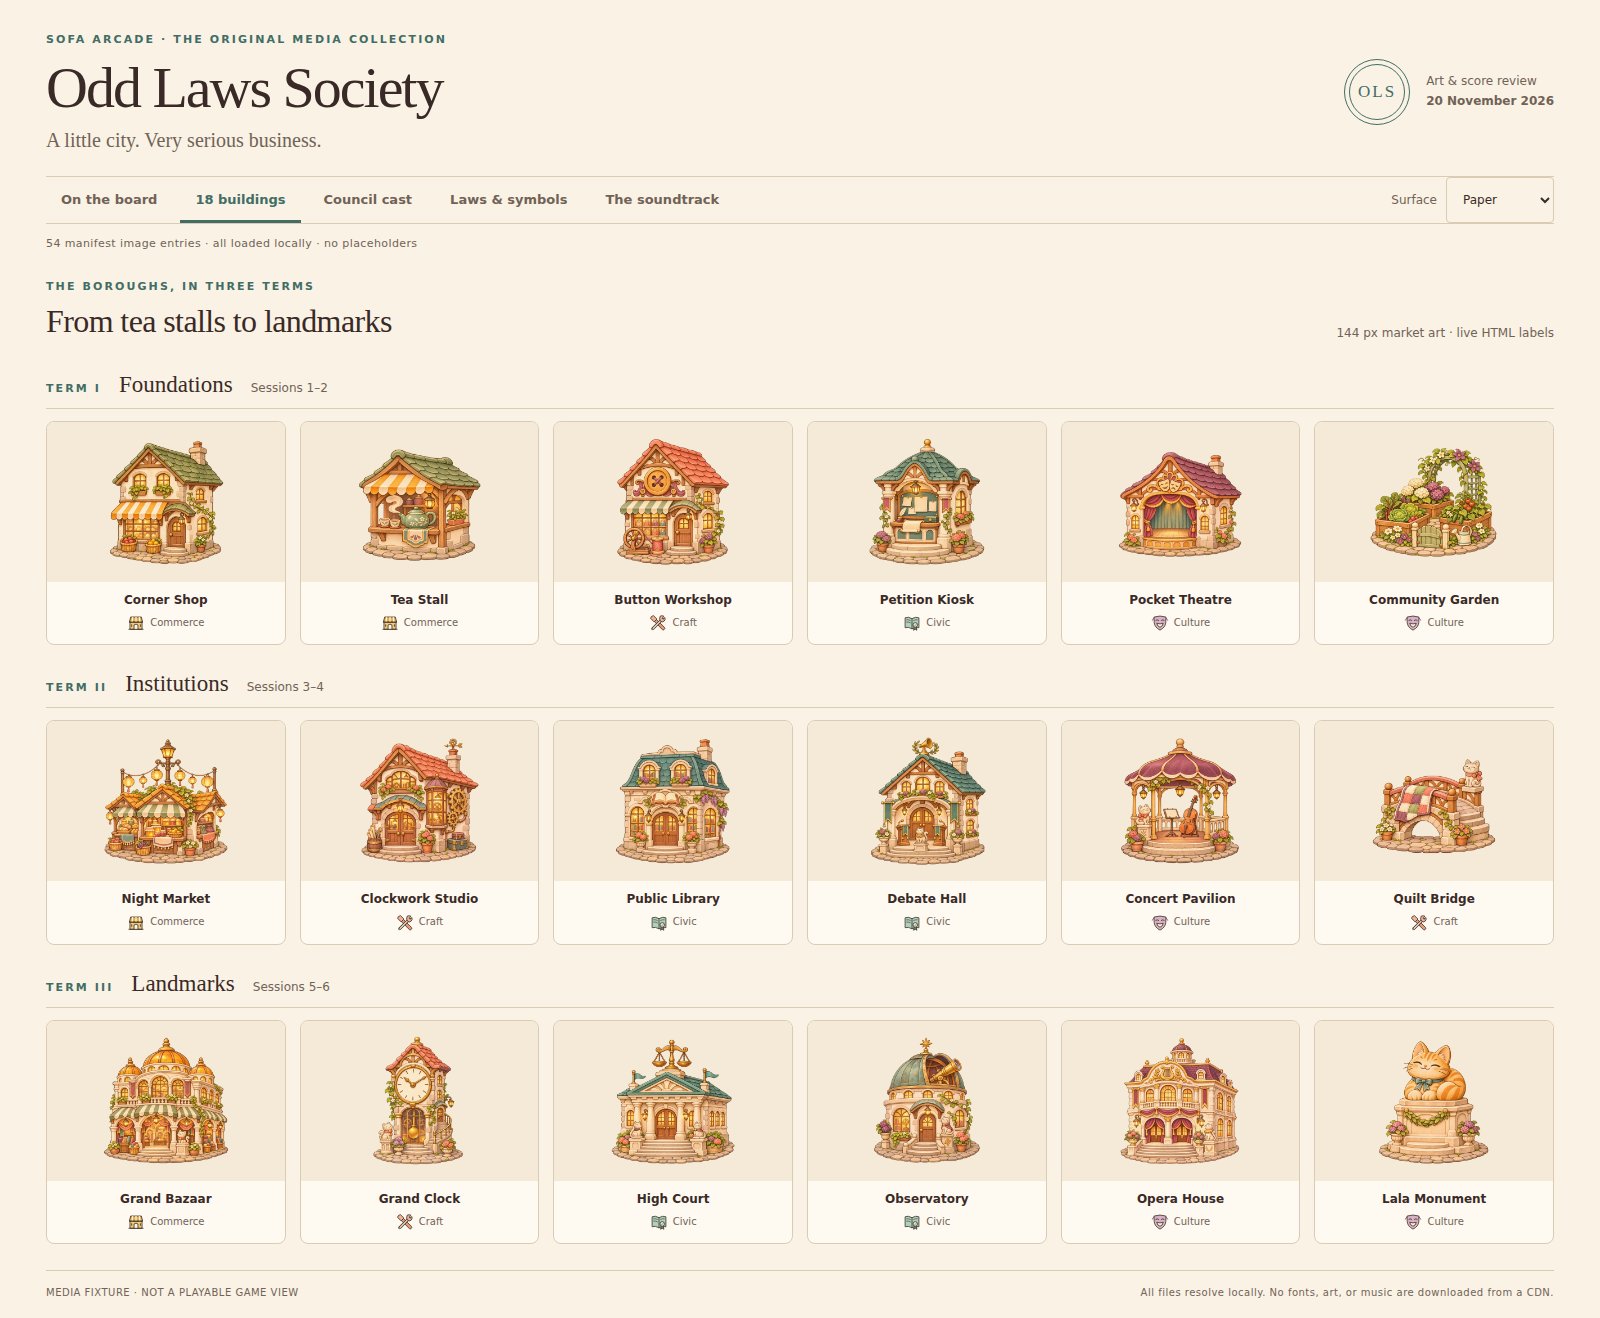 SOFA ARCADE · THE ORIGINAL MEDIA COLLECTION
Odd Laws Society
A little city. Very serious business.
OLS
Art & score review
20 November 2026
On the board
18 buildings
Council cast
Laws & symbols
The soundtrack
Surface
Paper
54 manifest image entries · all loaded locally · no placeholders
THE BOROUGHS, IN THREE TERMS
From tea stalls to landmarks
144 px market art · live HTML labels
TERM I Foundations Sessions 1–2
Corner Shop
Commerce
Tea Stall
Commerce
Button Workshop
Craft
Petition Kiosk
Civic
Pocket Theatre
Culture
Community Garden
Culture
TERM II Institutions Sessions 3–4
Night Market
Commerce
Clockwork Studio
Craft
Public Library
Civic
Debate Hall
Civic
Concert Pavilion
Culture
Quilt Bridge
Craft
TERM III Landmarks Sessions 5–6
Grand Bazaar
Commerce
Grand Clock
Craft
High Court
Civic
Observatory
Civic
Opera House
Culture
Lala Monument
Culture
MEDIA FIXTURE · NOT A PLAYABLE GAME VIEW
All files resolve locally. No fonts, art, or music are downloaded from a CDN.